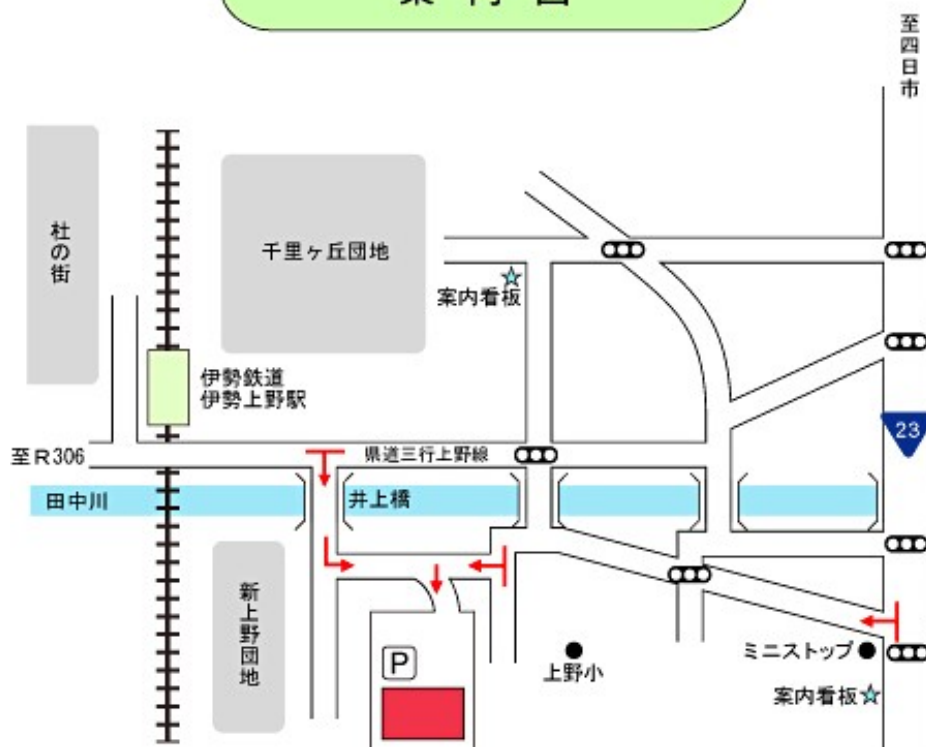 案内図
至四日市
杜の街
千里ヶ丘団地
案内看板
伊勢鉄道
伊勢上野駅
23
至R306
県道三行上野線
田中川
井上橋
新上野団地
P
上野小
ミニストップ
案内看板